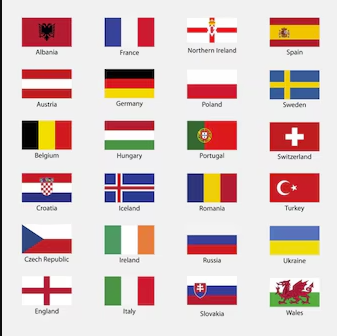 Albania France Northern Ireland Spain
Austria Germany Poland Sweden
Belgium Hungary Portugal Switzerland
Croatia Iceland Romania Turkey
Czech Republic Ireland Russia Ukraine
England Italy Slovakia Wales